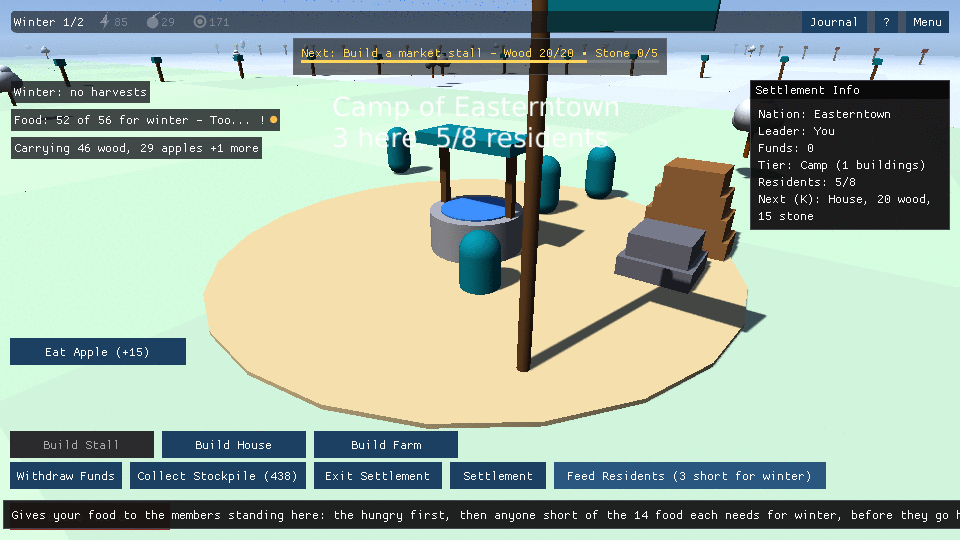 Winter 1/2 85 29 171
Journal ? Menu
Next: Build a market stall - Wood 20/20 • Stone 0/5
Winter: no harvests
Food: 52 of 56 for winter - Too... !
Carrying 46 wood, 29 apples +1 more
Camp of Easterntown
3 here, 5/8 residents
Settlement Info
Nation: Easterntown
Leader: You
Funds: 0
Tier: Camp (1 buildings)
Residents: 5/8
Next (K): House, 20 wood,
15 stone
Eat Apple (+15)
Build Stall Build House Build Farm
Withdraw Funds Collect Stockpile (438) Exit Settlement Settlement Feed Residents (3 short for winter)
Gives your food to the members standing here: the hungry first, then anyone short of the 14 food each needs for winter, before they go